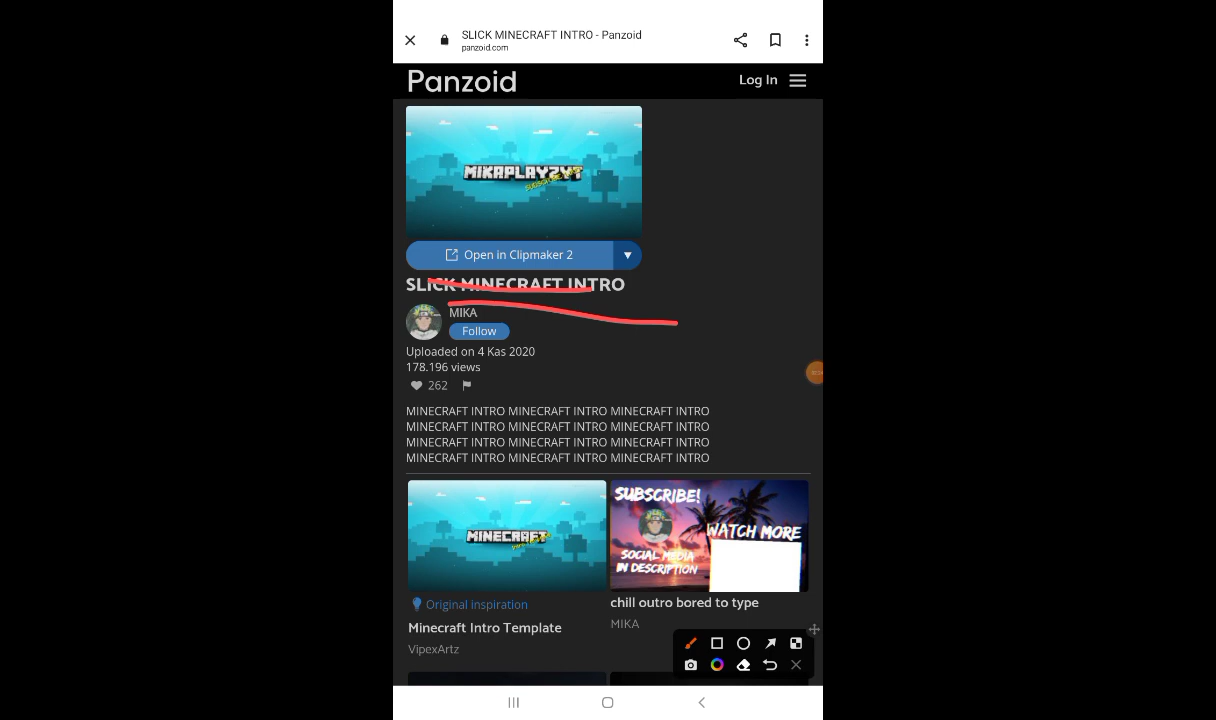 SLICK MINECRAFT INTRO - Panzoid
panzoid.com
Panzoid
Log In
MIKAPLAYZYT
Open in Clipmaker 2
SLICK MINECRAFT INTRO
MIKA
Follow
Uploaded on 4 Kas 2020
178.196 views
262
MINECRAFT INTRO MINECRAFT INTRO MINECRAFT INTRO
MINECRAFT INTRO MINECRAFT INTRO MINECRAFT INTRO
MINECRAFT INTRO MINECRAFT INTRO MINECRAFT INTRO
MINECRAFT INTRO MINECRAFT INTRO MINECRAFT INTRO
MINECRAFT
SUBSCRIBE!
WATCH MORE
SOCIAL MEDIA
IN DESCRIPTION
Original inspiration
Minecraft Intro Template
VipexArtz
chill outro bored to type
MIKA